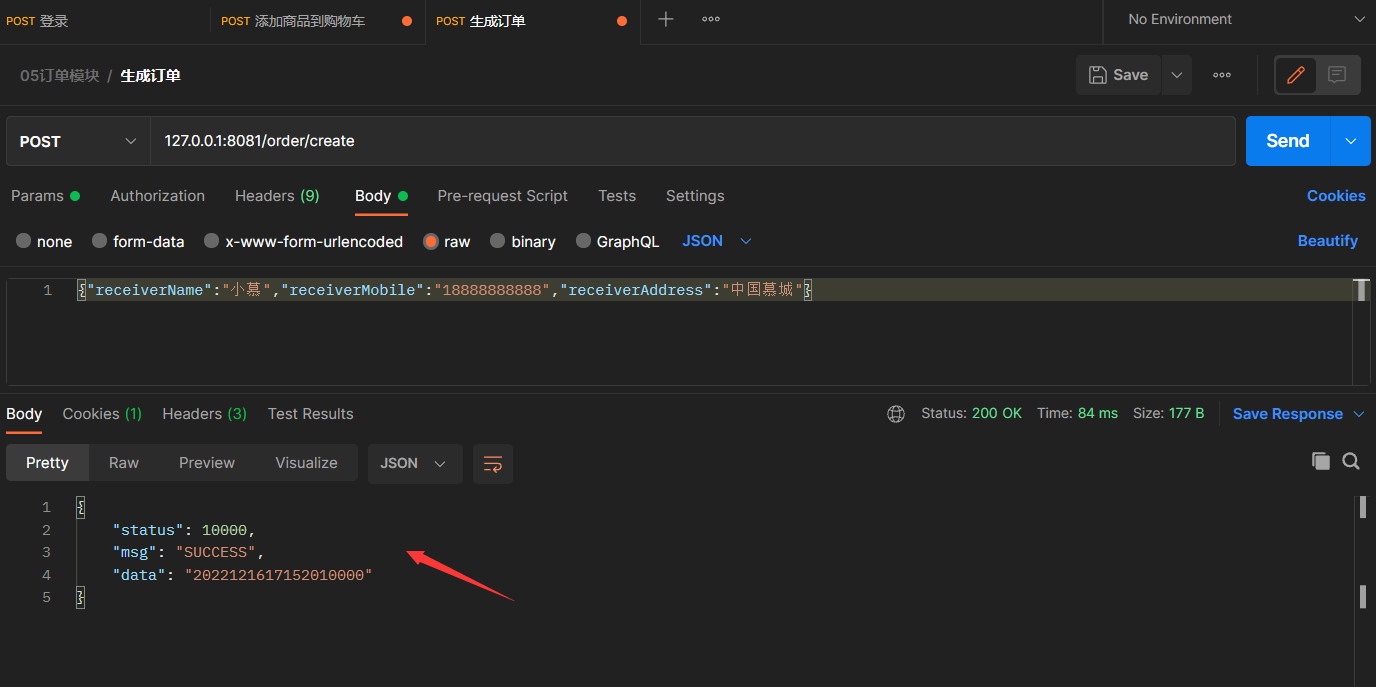 POST 登录 POST 添加商品到购物车 POST 生成订单 No Environment
05订单模块 / 生成订单 Save
POST 127.0.0.1:8081/order/create Send
Params Authorization Headers (9) Body Pre-request Script Tests Settings Cookies
none form-data x-www-form-urlencoded raw binary GraphQL JSON Beautify
1 {"receiverName":"小慕","receiverMobile":"18888888888","receiverAddress":"中国慕城"}
Body Cookies (1) Headers (3) Test Results Status: 200 OK Time: 84 ms Size: 177 B Save Response
Pretty Raw Preview Visualize JSON
1 {
2 "status": 10000,
3 "msg": "SUCCESS",
4 "data": "2022121617152010000"
5 }